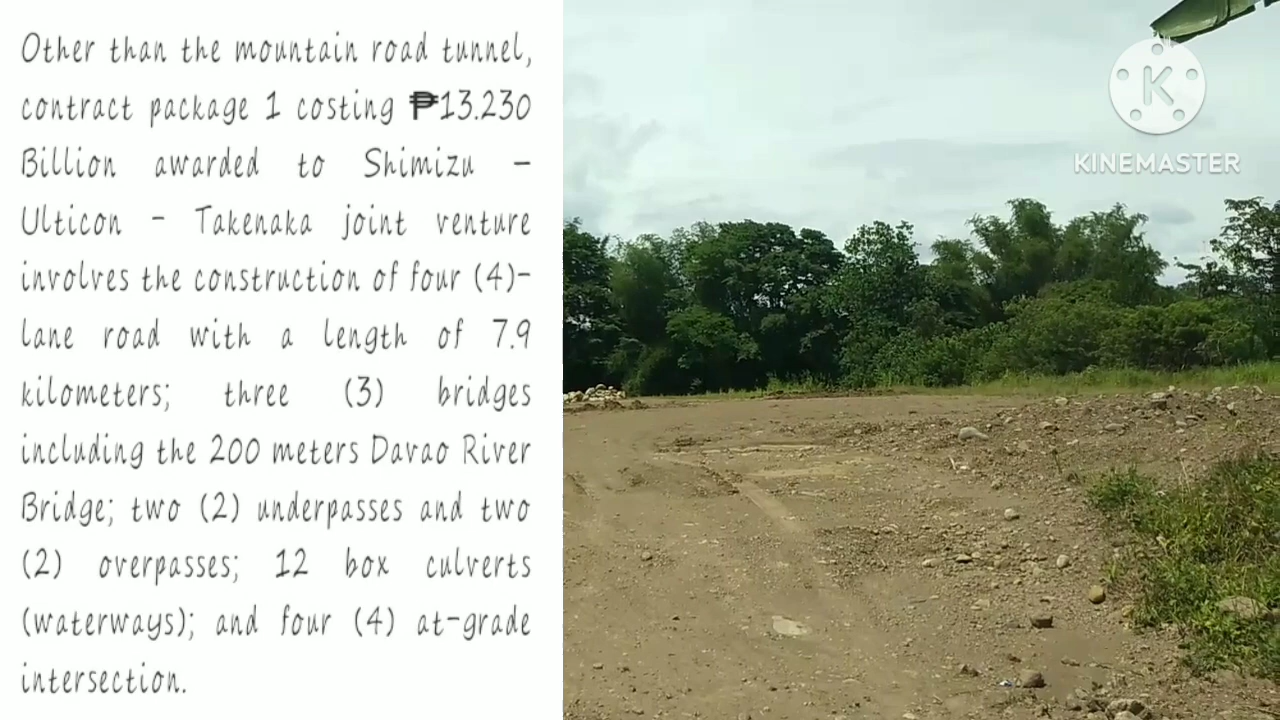 Other than the mountain road tunnel,
contract package 1 costing ₱13.230
Billion awarded to Shimizu –
Ulticon - Takenaka joint venture
involves the construction of four (4)-
lane road with a length of 7.9
kilometers; three (3) bridges
including the 200 meters Davao River
Bridge; two (2) underpasses and two
(2) overpasses; 12 box culverts
(waterways); and four (4) at-grade
intersection.
K
KINEMASTER